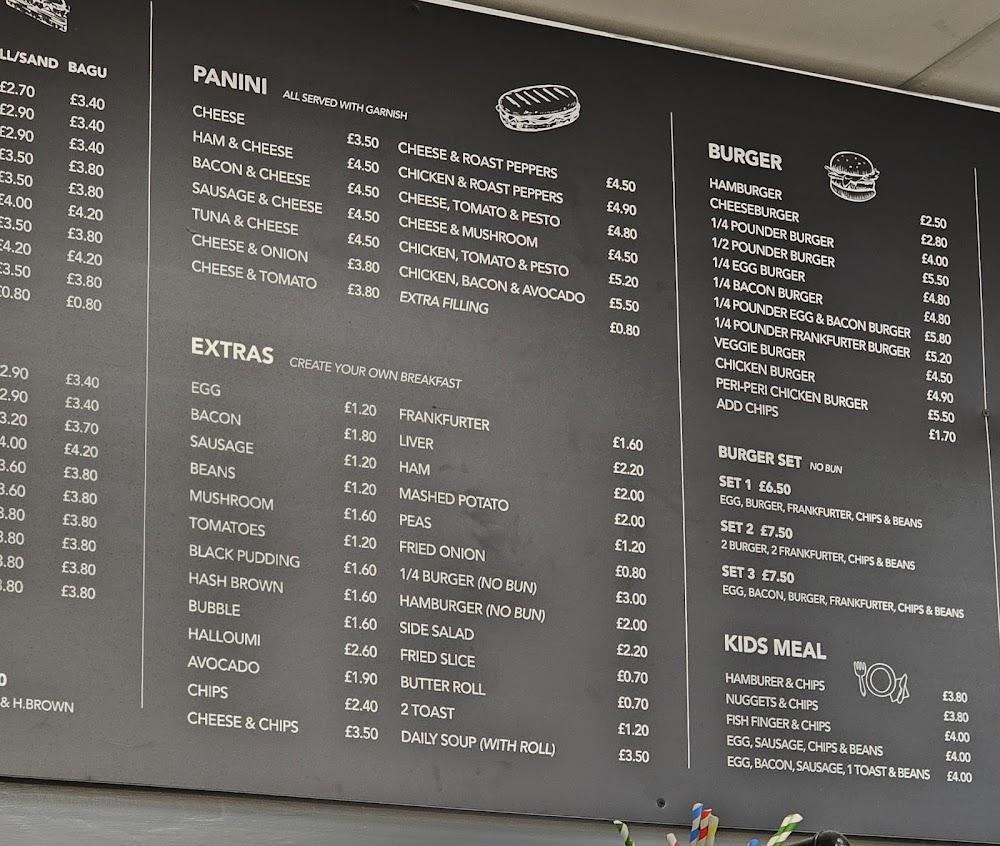 LL/SAND BAGU
£2.70 £3.40
£2.90 £3.40
£2.90 £3.40
£3.50 £3.80
£3.50 £3.80
£4.00 £4.20
£3.50 £3.80
£4.20 £4.20
£3.50 £3.80
£0.80 £0.80
2.90 £3.40
2.90 £3.40
3.20 £3.70
4.00 £4.20
3.60 £3.80
3.60 £3.80
3.80 £3.80
3.80 £3.80
3.80 £3.80
3.80 £3.80
0
& H.BROWN
PANINI ALL SERVED WITH GARNISH
CHEESE £3.50
HAM & CHEESE £4.50
BACON & CHEESE £4.50
SAUSAGE & CHEESE £4.50
TUNA & CHEESE £4.50
CHEESE & ONION £3.80
CHEESE & TOMATO £3.80
CHEESE & ROAST PEPPERS £4.50
CHICKEN & ROAST PEPPERS £4.90
CHEESE, TOMATO & PESTO £4.80
CHEESE & MUSHROOM £4.50
CHICKEN, TOMATO & PESTO £5.20
CHICKEN, BACON & AVOCADO £5.50
EXTRA FILLING £0.80
EXTRAS CREATE YOUR OWN BREAKFAST
EGG £1.20
BACON £1.80
SAUSAGE £1.20
BEANS £1.20
MUSHROOM £1.60
TOMATOES £1.20
BLACK PUDDING £1.60
HASH BROWN £1.60
BUBBLE £1.60
HALLOUMI £2.60
AVOCADO £1.90
CHIPS £2.40
CHEESE & CHIPS £3.50
FRANKFURTER £1.60
LIVER £2.20
HAM £2.00
MASHED POTATO £2.00
PEAS £1.20
FRIED ONION £0.80
1/4 BURGER (NO BUN) £3.00
HAMBURGER (NO BUN) £2.00
SIDE SALAD £2.20
FRIED SLICE £0.70
BUTTER ROLL £0.70
2 TOAST £1.20
DAILY SOUP (WITH ROLL) £3.50
BURGER
HAMBURGER £2.50
CHEESEBURGER £2.80
1/4 POUNDER BURGER £4.00
1/2 POUNDER BURGER £5.50
1/4 EGG BURGER £4.80
1/4 BACON BURGER £4.80
1/4 POUNDER EGG & BACON BURGER £5.80
1/4 POUNDER FRANKFURTER BURGER £5.20
VEGGIE BURGER £4.50
CHICKEN BURGER £4.90
PERI-PERI CHICKEN BURGER £5.50
ADD CHIPS £1.70
BURGER SET NO BUN
SET 1 £6.50
EGG, BURGER, FRANKFURTER, CHIPS & BEANS
SET 2 £7.50
2 BURGER, 2 FRANKFURTER, CHIPS & BEANS
SET 3 £7.50
EGG, BACON, BURGER, FRANKFURTER, CHIPS & BEANS
KIDS MEAL
HAMBURER & CHIPS £3.80
NUGGETS & CHIPS £3.80
FISH FINGER & CHIPS £4.00
EGG, SAUSAGE, CHIPS & BEANS £4.00
EGG, BACON, SAUSAGE, 1 TOAST & BEANS £4.00